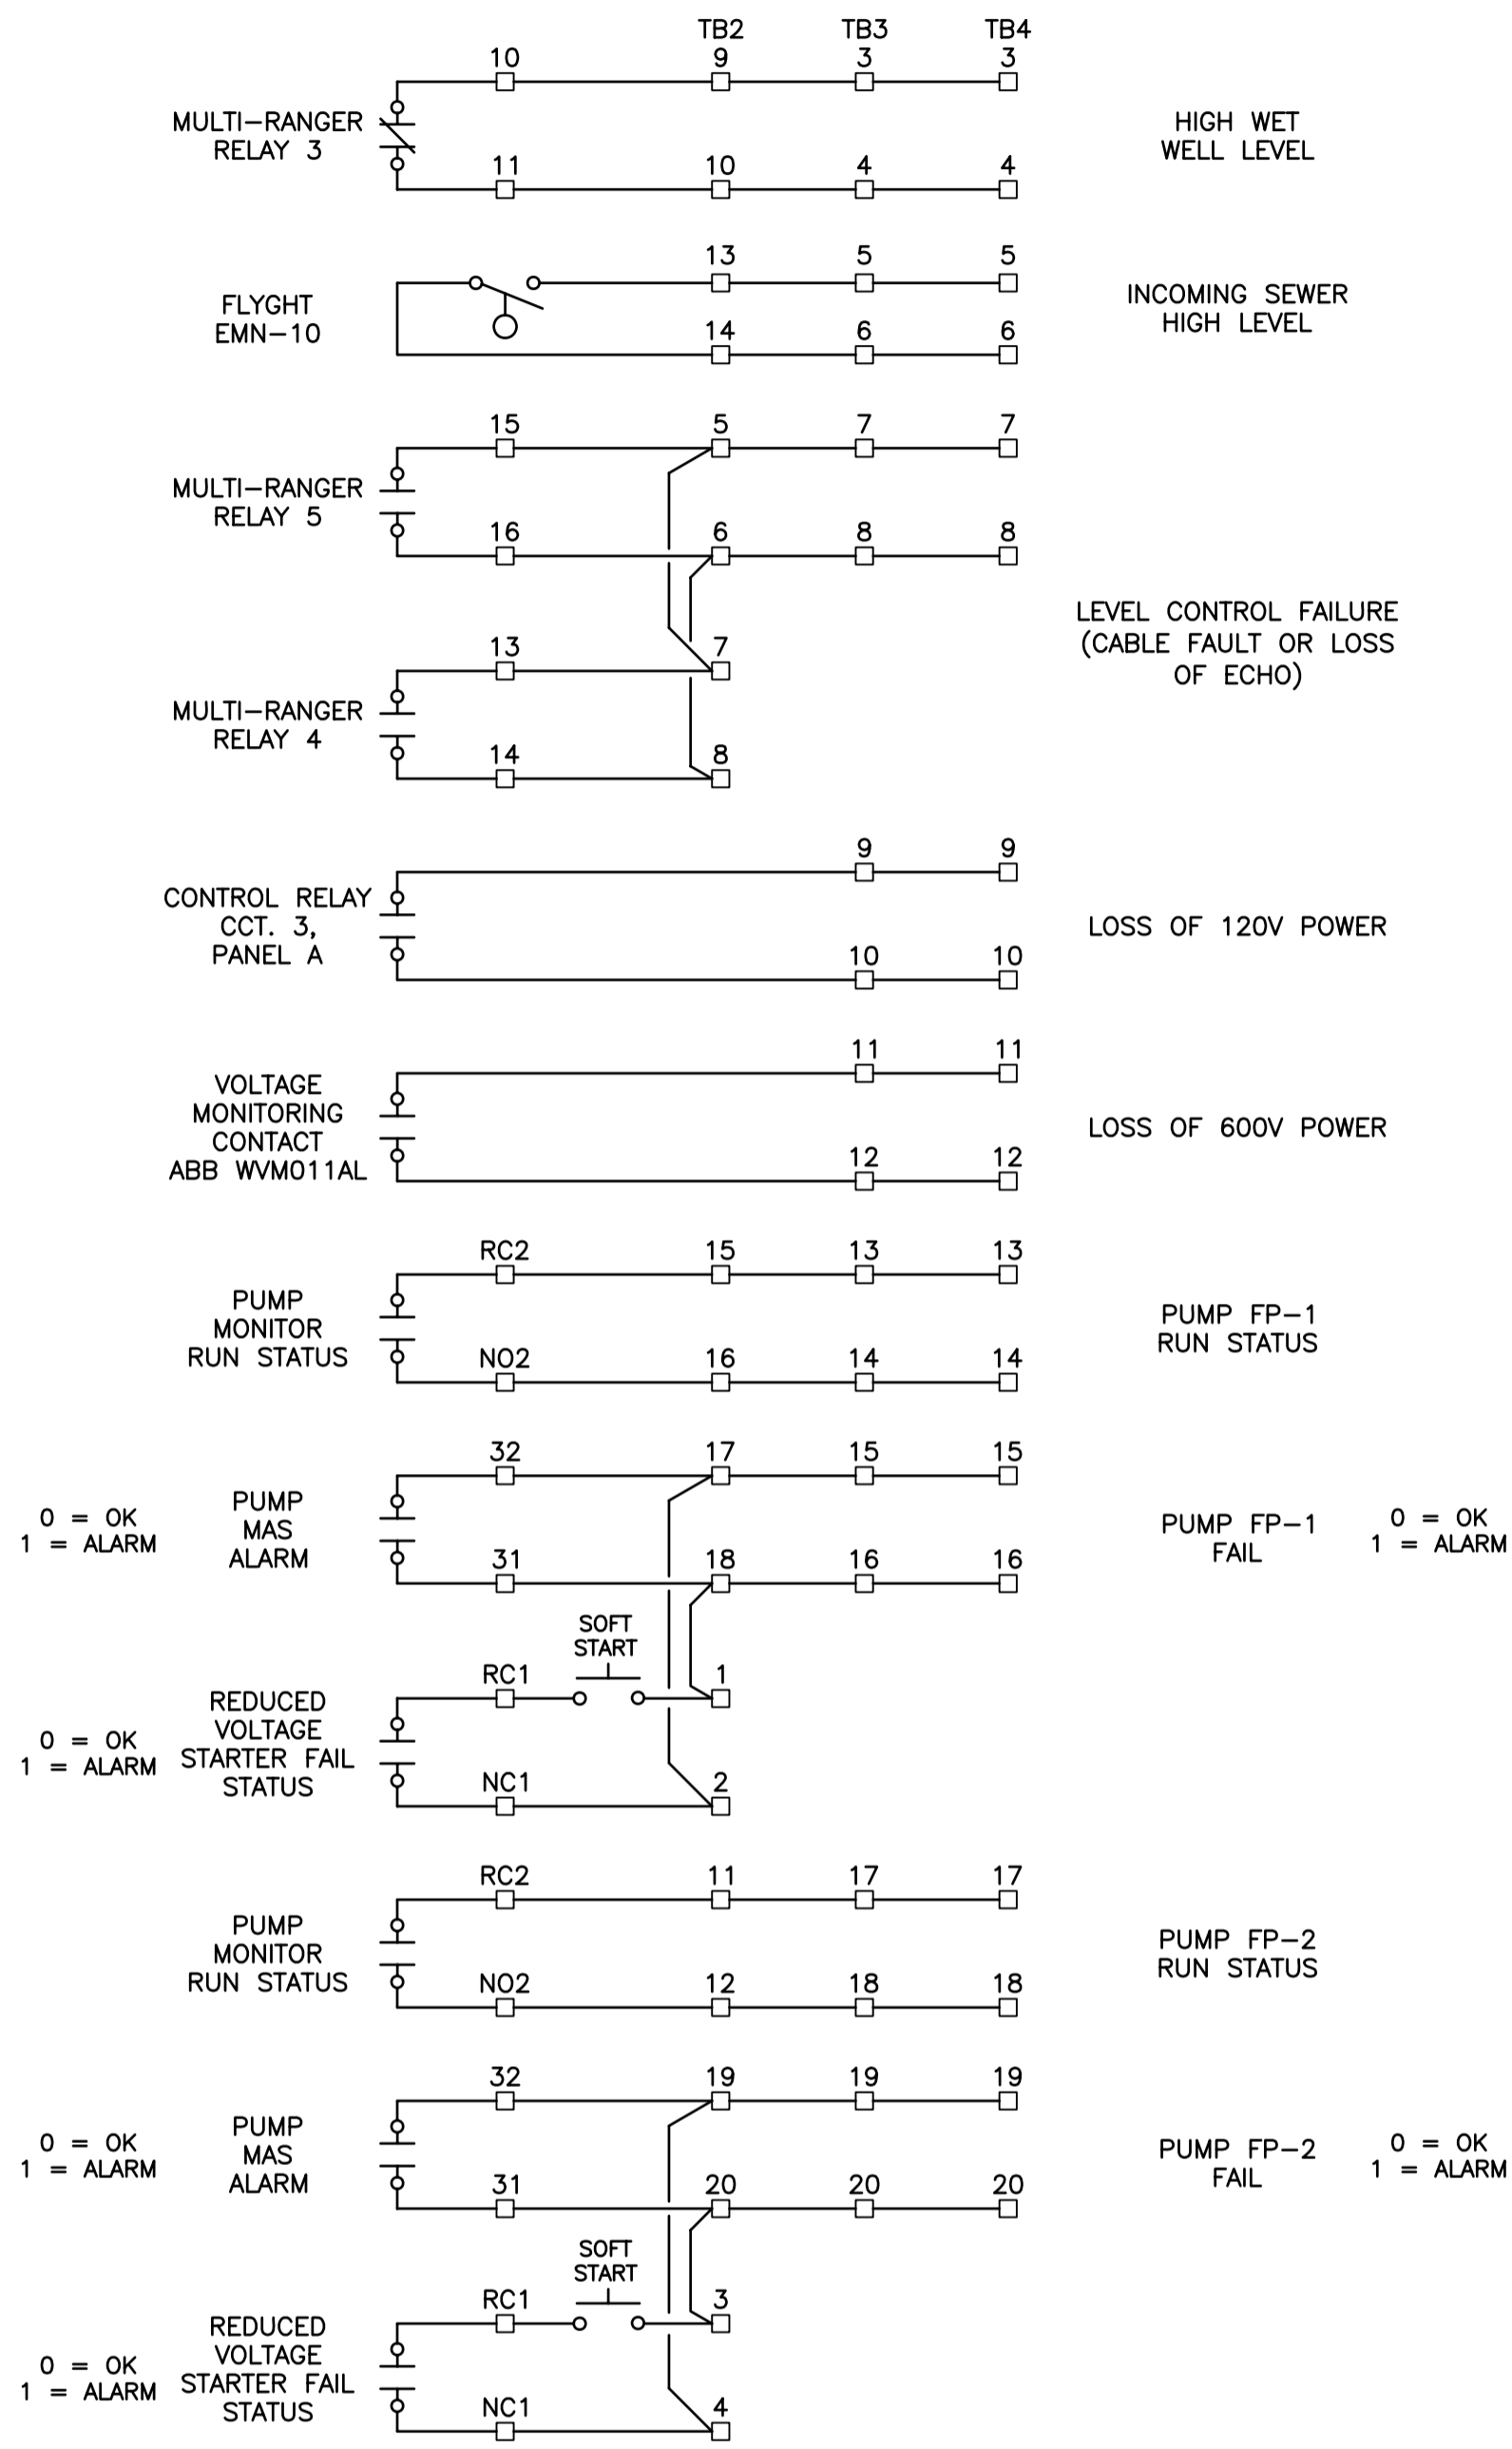 TB2 TB3 TB4
10 9 3 3
MULTI-RANGER
RELAY 3
HIGH WET
WELL LEVEL
11 10 4 4
13 5 5
FLYGHT
EMN-10
INCOMING SEWER
HIGH LEVEL
14 6 6
15 5 7 7
MULTI-RANGER
RELAY 5
16 6 8 8
LEVEL CONTROL FAILURE
(CABLE FAULT OR LOSS
OF ECHO)
13 7
MULTI-RANGER
RELAY 4
14 8
9 9
CONTROL RELAY
CCT. 3,
PANEL A
LOSS OF 120V POWER
10 10
11 11
VOLTAGE
MONITORING
CONTACT
ABB WVM011AL
LOSS OF 600V POWER
12 12
RC2 15 13 13
PUMP
MONITOR
RUN STATUS
PUMP FP-1
RUN STATUS
NO2 16 14 14
32 17 15 15
0 = OK
1 = ALARM
PUMP
MAS
ALARM
PUMP FP-1
FAIL
0 = OK
1 = ALARM
31 18 16 16
SOFT
START
RC1 1
0 = OK
1 = ALARM
REDUCED
VOLTAGE
STARTER FAIL
STATUS
NC1 2
RC2 11 17 17
PUMP
MONITOR
RUN STATUS
PUMP FP-2
RUN STATUS
NO2 12 18 18
32 19 19 19
0 = OK
1 = ALARM
PUMP
MAS
ALARM
PUMP FP-2
FAIL
0 = OK
1 = ALARM
31 20 20 20
SOFT
START
RC1 3
0 = OK
1 = ALARM
REDUCED
VOLTAGE
STARTER FAIL
STATUS
NC1 4